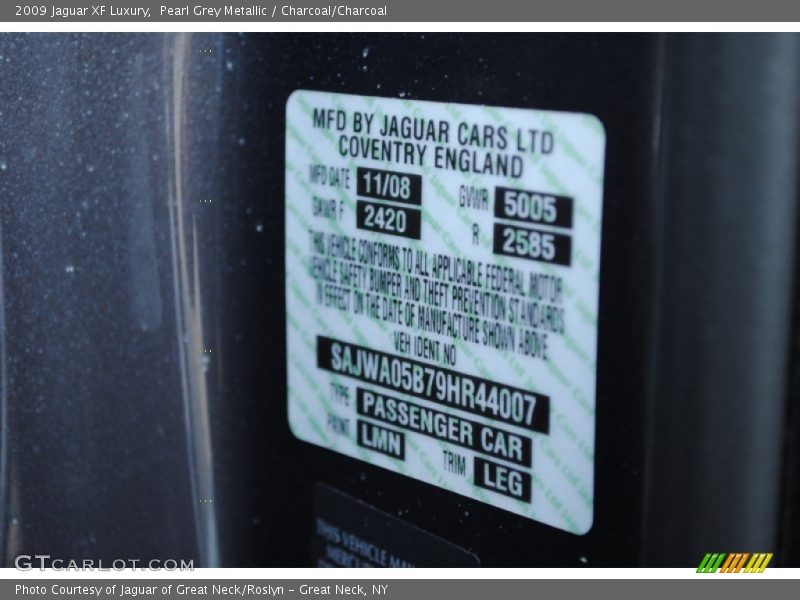 2009 Jaguar XF Luxury,  Pearl Grey Metallic / Charcoal/Charcoal
MFD BY JAGUAR CARS LTD
COVENTRY ENGLAND
MFD DATE 11/08 GVWR 5005
GAWR F 2420 R 2585
THIS VEHICLE CONFORMS TO ALL APPLICABLE FEDERAL MOTOR
VEHICLE SAFETY BUMPER AND THEFT PREVENTION STANDARDS
IN EFFECT ON THE DATE OF MANUFACTURE SHOWN ABOVE.
VEH IDENT NO
SAJWA05B79HR44007
TYPE PASSENGER CAR
PAINT LMN TRIM LEG
THIS VEHICLE MAN
GTCARLOT.COM
Photo Courtesy of Jaguar of Great Neck/Roslyn – Great Neck, NY